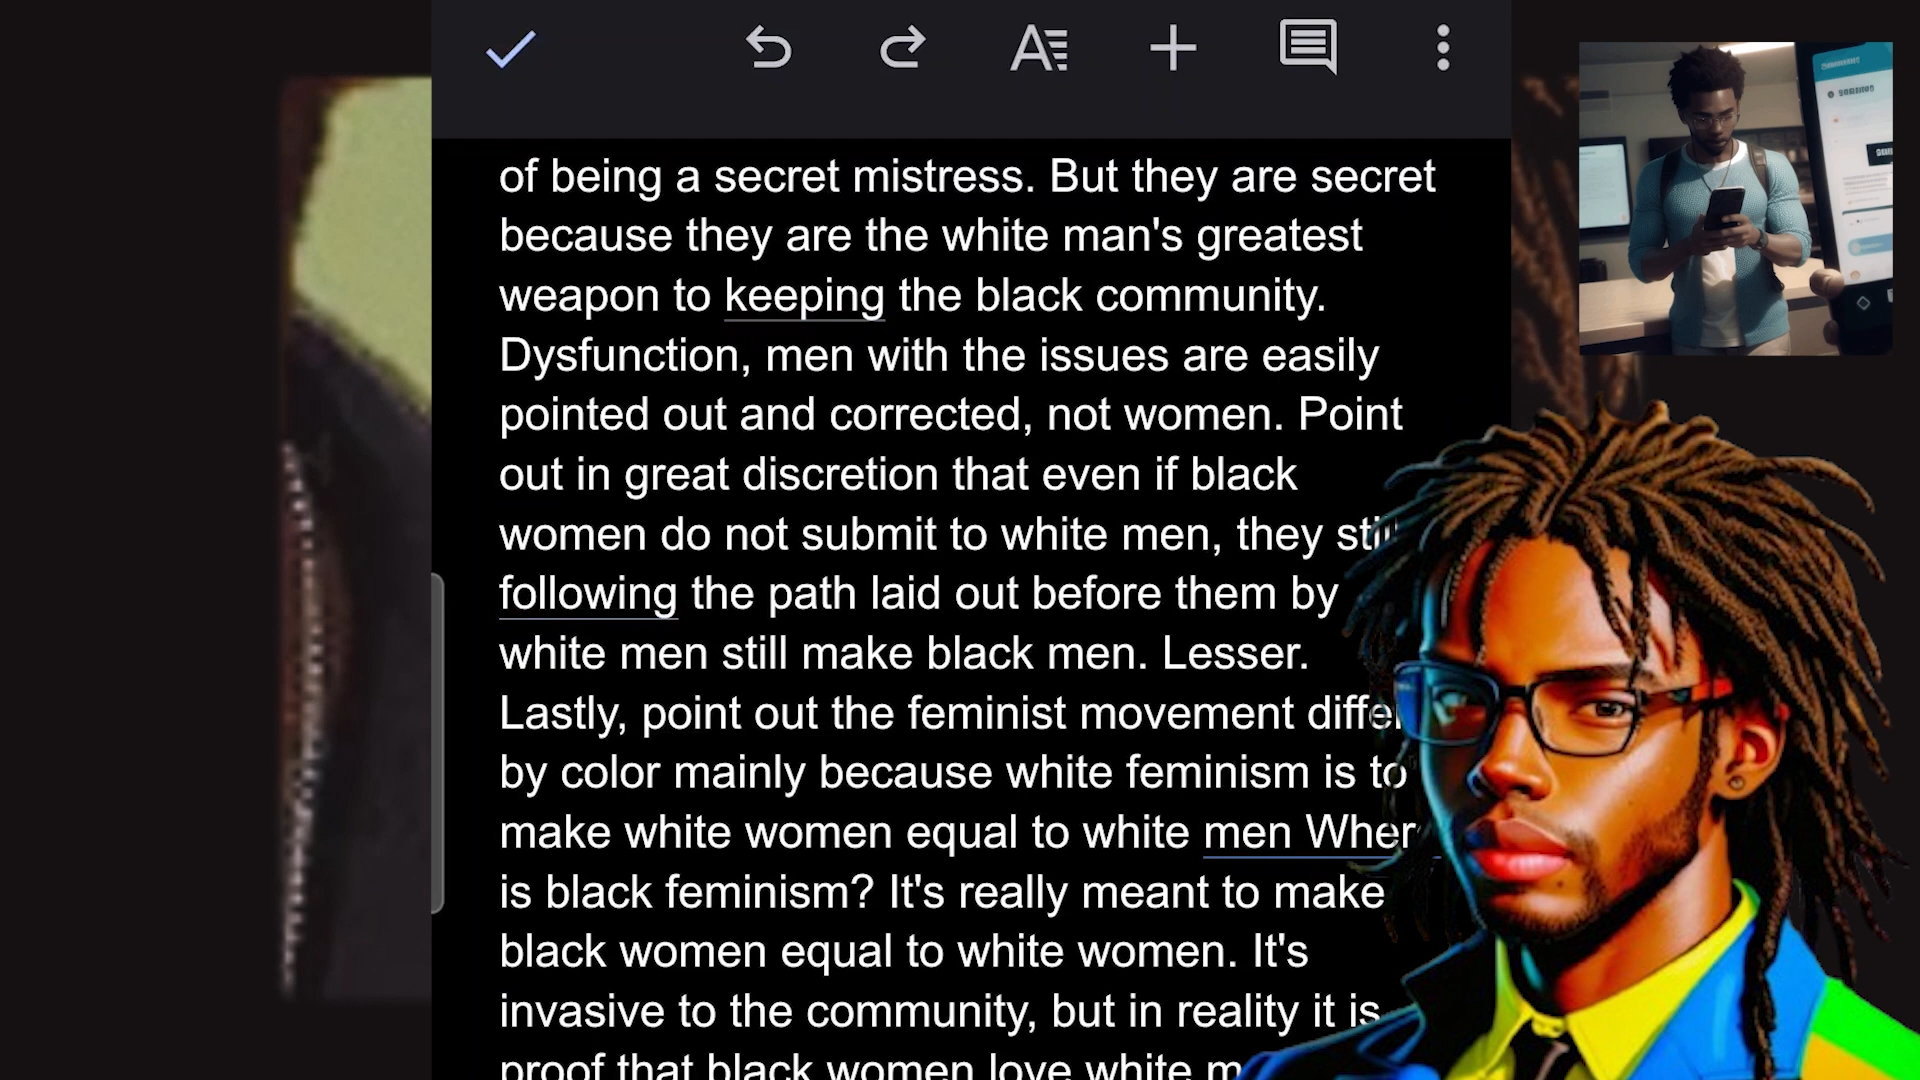 of being a secret mistress. But they are secret
because they are the white man's greatest
weapon to keeping the black community.
Dysfunction, men with the issues are easily
pointed out and corrected, not women. Point
out in great discretion that even if black
women do not submit to white men, they still
following the path laid out before them by
white men still make black men. Lesser.
Lastly, point out the feminist movement differ
by color mainly because white feminism is to
make white women equal to white men Where
is black feminism? It's really meant to make
black women equal to white women. It's
invasive to the community, but in reality it is
proof that black women love white